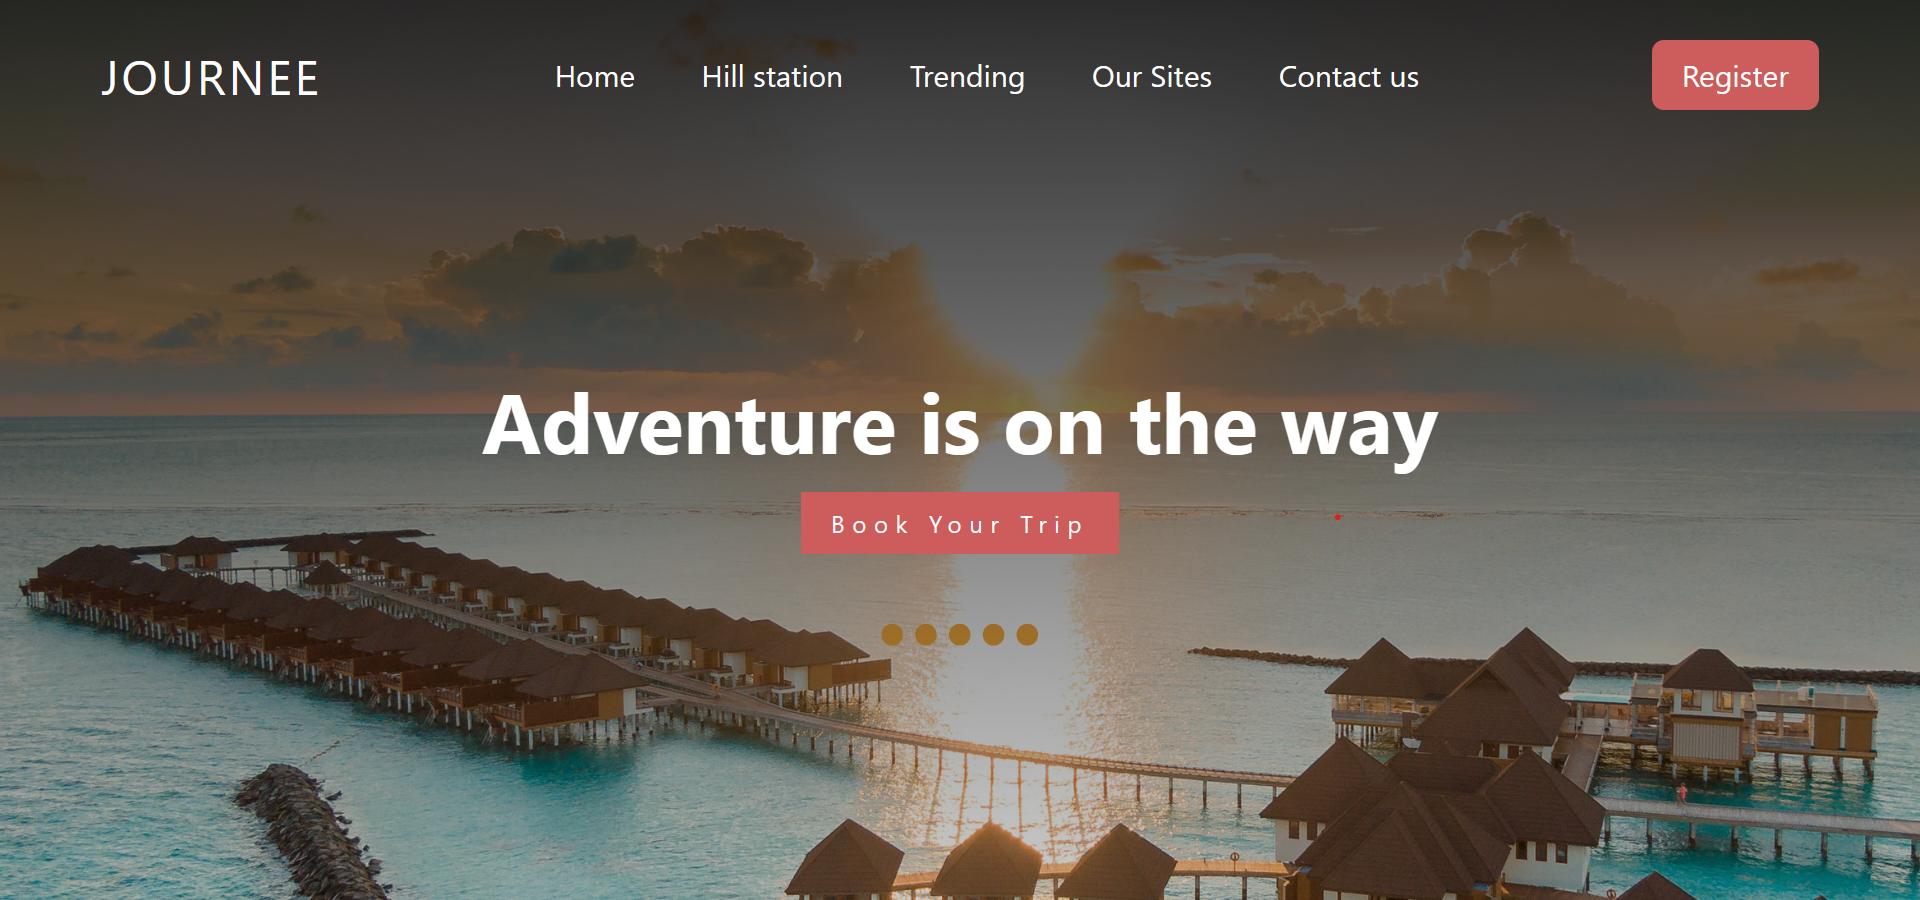 JOURNEE
Home Hill station Trending Our Sites Contact us
Register
Adventure is on the way
Book Your Trip